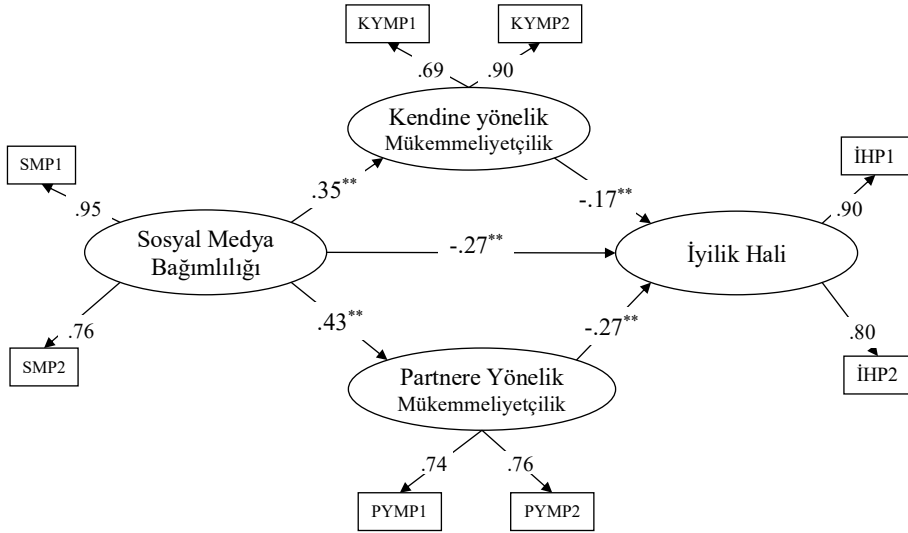 KYMP1
KYMP2
.69
.90
Kendine yönelik
Mükemmeliyetçilik
SMP1
İHP1
.95
.35**
-.17**
.90
Sosyal Medya
Bağımlılığı
-.27**
İyilik Hali
.76
.43**
-.27**
.80
SMP2
İHP2
Partnere Yönelik
Mükemmeliyetçilik
.74
.76
PYMP1
PYMP2